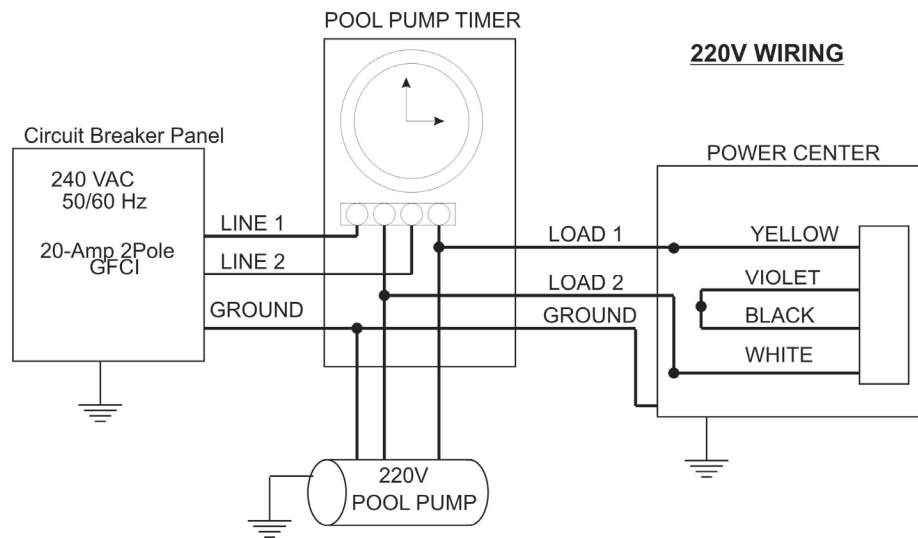 POOL PUMP TIMER
220V WIRING
Circuit Breaker Panel
240 VAC
50/60 Hz
20-Amp 2Pole
GFCI
LINE 1
LINE 2
GROUND
LOAD 1
LOAD 2
GROUND
POWER CENTER
YELLOW
VIOLET
BLACK
WHITE
220V
POOL PUMP